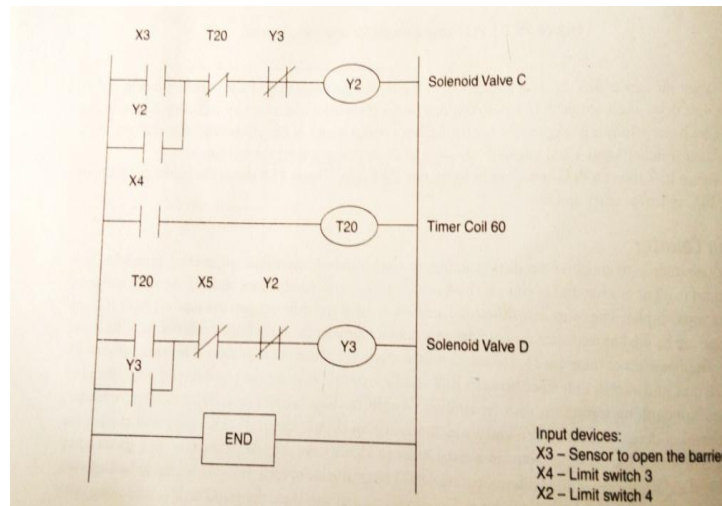 X3 T20 Y3
Y2 Solenoid Valve C
Y2
X4
T20 Timer Coil 60
T20 X5 Y2
Y3 Solenoid Valve D
Y3
END
Input devices:
X3 – Sensor to open the barrie
X4 – Limit switch 3
X2 – Limit switch 4